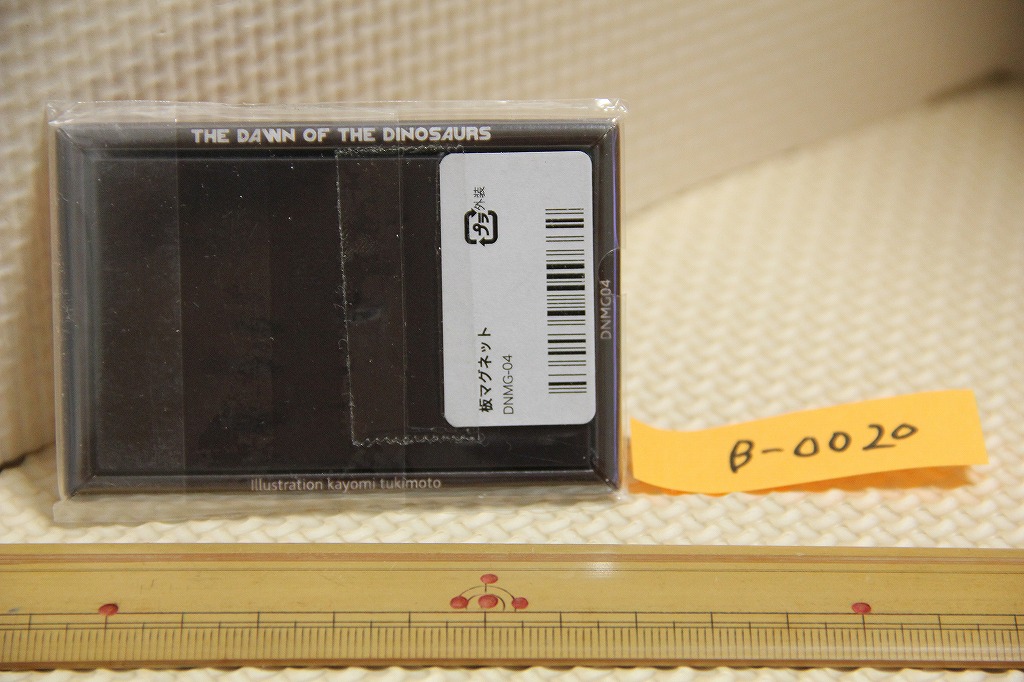 THE DAWN OF THE DINOSAURS
プラ
外装
板マグネット
DNMG-04
DNMG04
Illustration kayomi tukimoto
B-0020